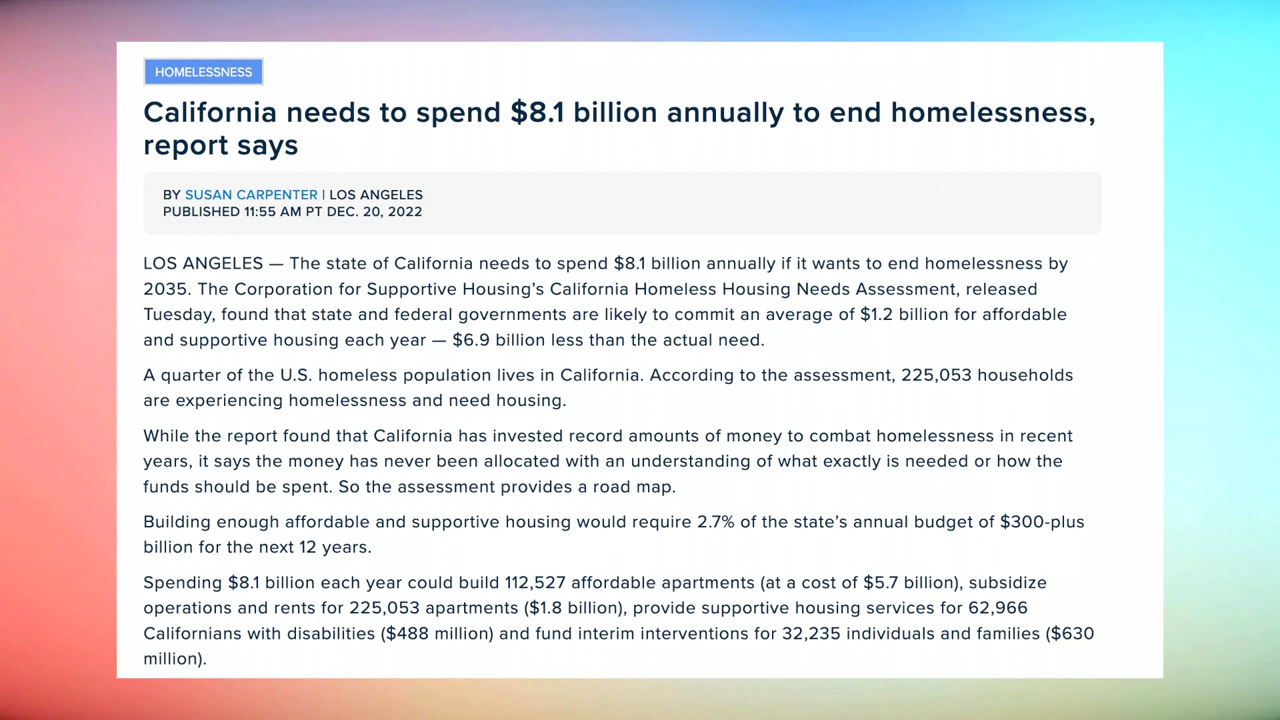 HOMELESSNESS
California needs to spend $8.1 billion annually to end homelessness,
report says
BY SUSAN CARPENTER | LOS ANGELES
PUBLISHED 11:55 AM PT DEC. 20, 2022
LOS ANGELES — The state of California needs to spend $8.1 billion annually if it wants to end homelessness by
2035. The Corporation for Supportive Housing’s California Homeless Housing Needs Assessment, released
Tuesday, found that state and federal governments are likely to commit an average of $1.2 billion for affordable
and supportive housing each year — $6.9 billion less than the actual need.
A quarter of the U.S. homeless population lives in California. According to the assessment, 225,053 households
are experiencing homelessness and need housing.
While the report found that California has invested record amounts of money to combat homelessness in recent
years, it says the money has never been allocated with an understanding of what exactly is needed or how the
funds should be spent. So the assessment provides a road map.
Building enough affordable and supportive housing would require 2.7% of the state’s annual budget of $300-plus
billion for the next 12 years.
Spending $8.1 billion each year could build 112,527 affordable apartments (at a cost of $5.7 billion), subsidize
operations and rents for 225,053 apartments ($1.8 billion), provide supportive housing services for 62,966
Californians with disabilities ($488 million) and fund interim interventions for 32,235 individuals and families ($630
million).